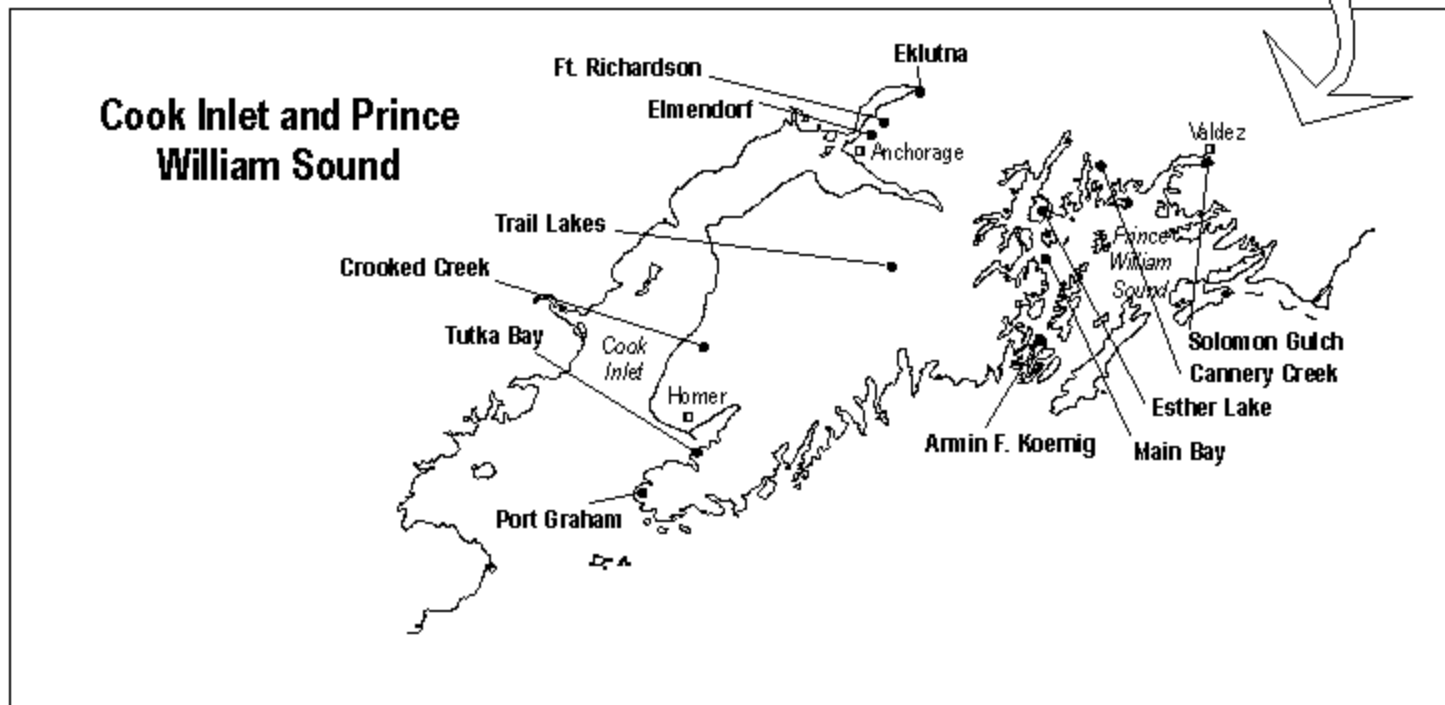 Cook Inlet and Prince
William Sound
Eklutna
Ft. Richardson
Elmendorf
Anchorage
Valdez
Trail Lakes
Crooked Creek
Tutka Bay
Cook
Inlet
Homer
Port Graham
Prince
William
Sound
Solomon Gulch
Cannery Creek
Esther Lake
Armin F. Koernig
Main Bay